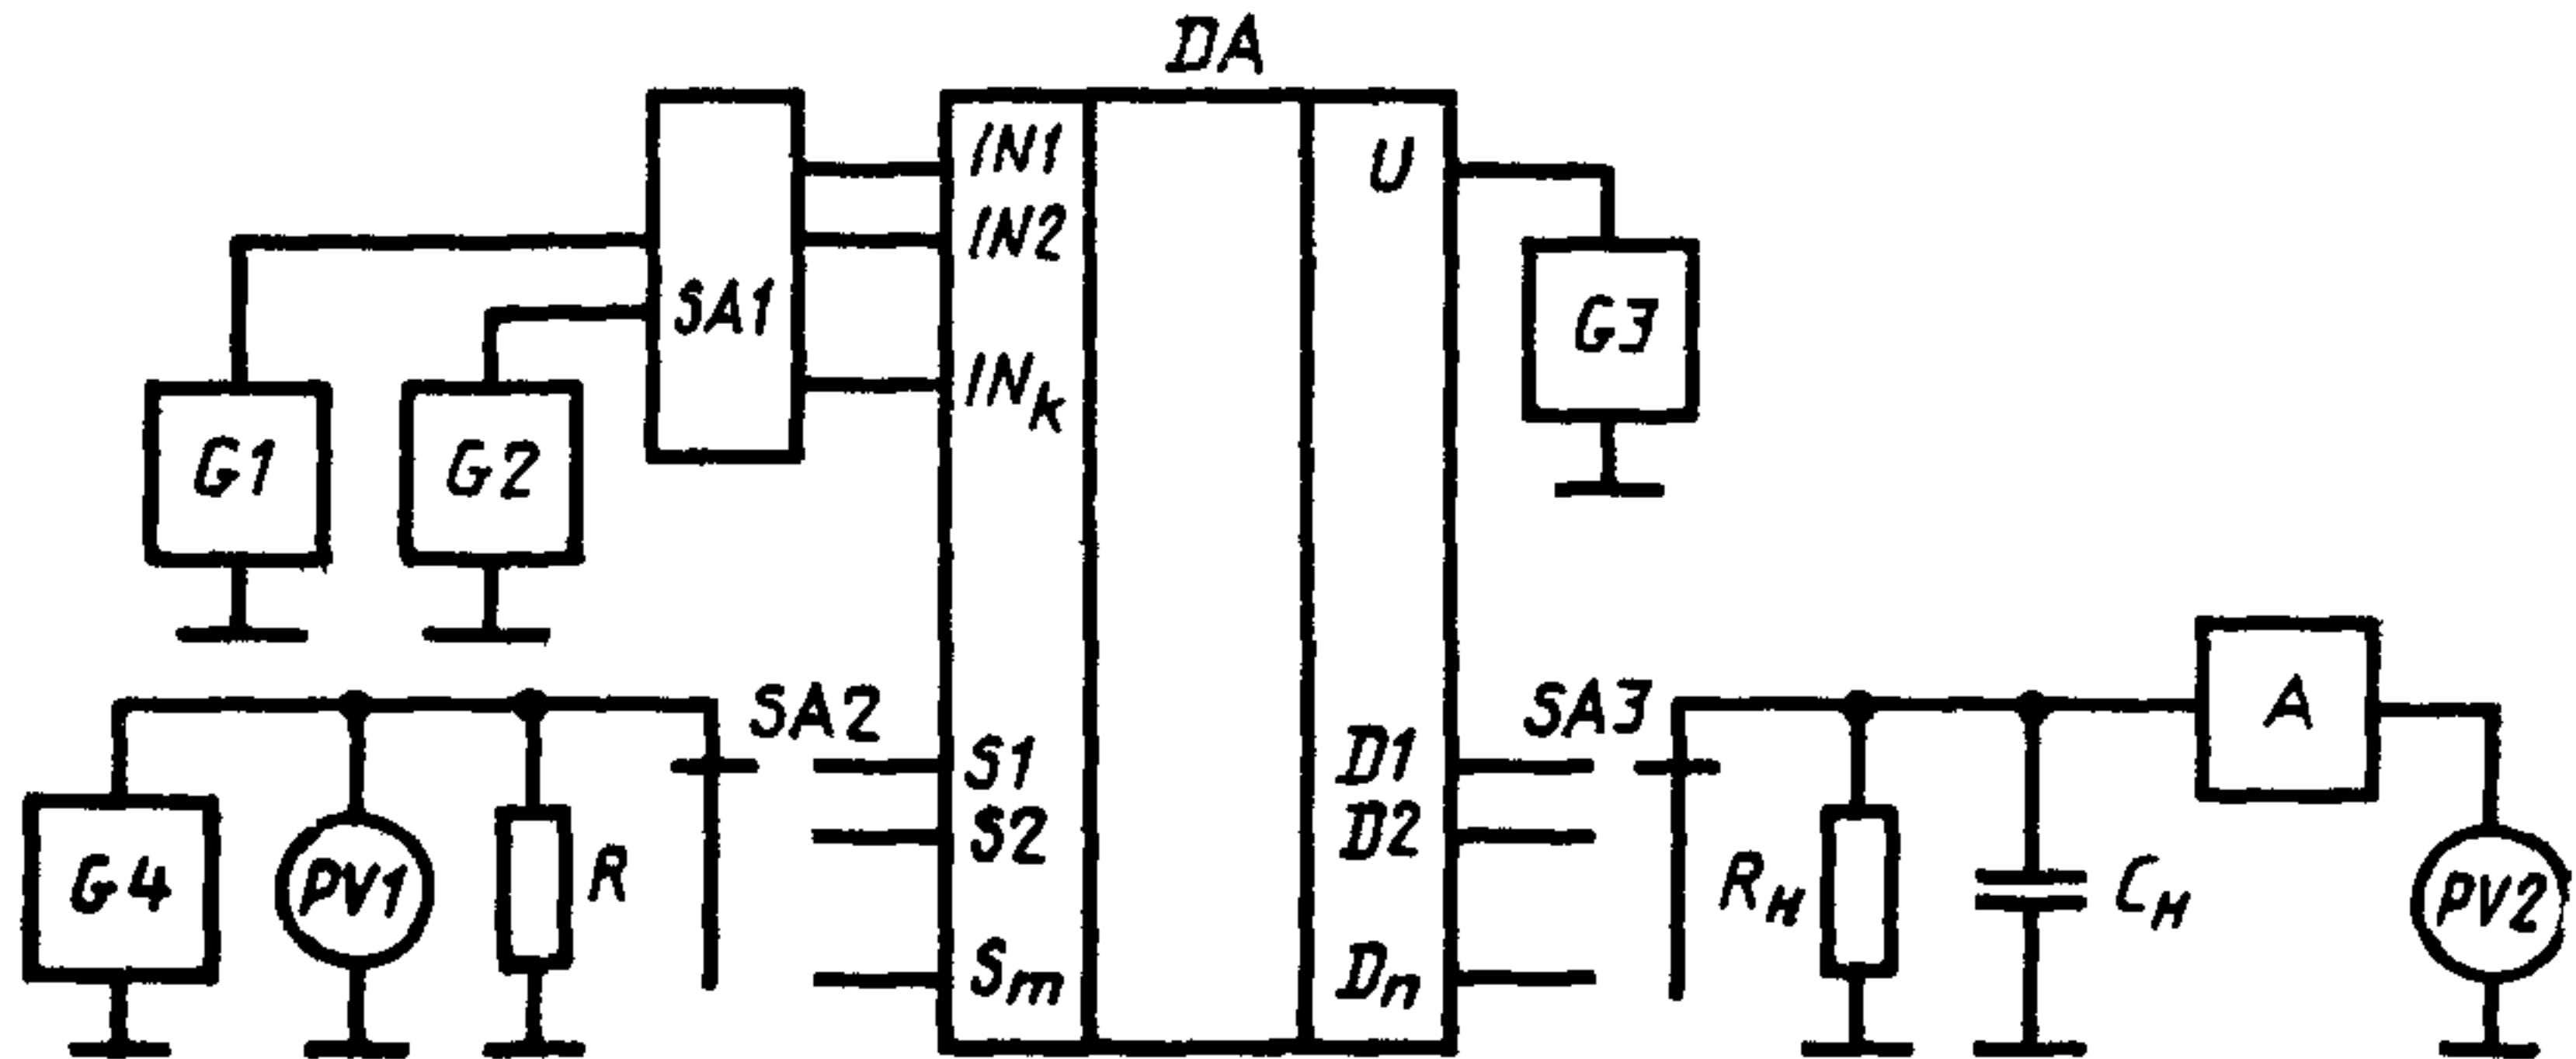 DA
IN1
U
IN2
SA1
G3
INk
G1
G2
SA2
SA3
A
S1
D1
S2
D2
G4
PV1
R
Rн
Cн
PV2
Sm
Dn